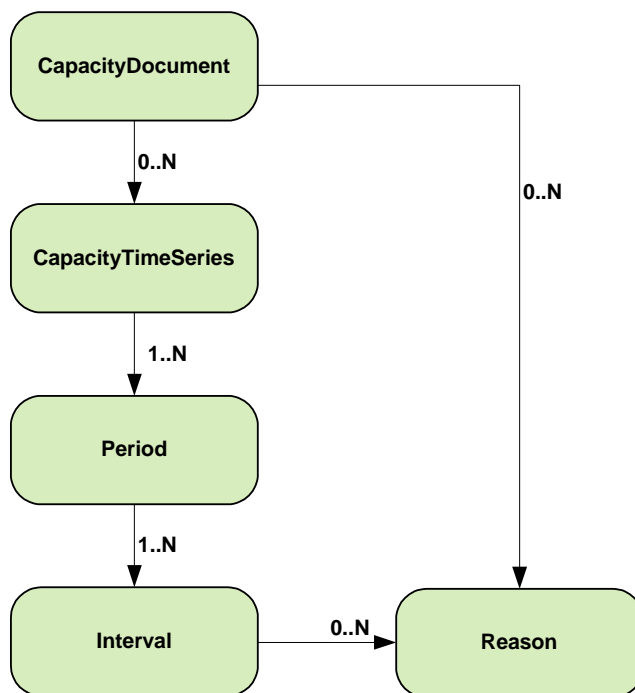 CapacityDocument
0..N
0..N
CapacityTimeSeries
1..N
Period
1..N
Interval
0..N
Reason